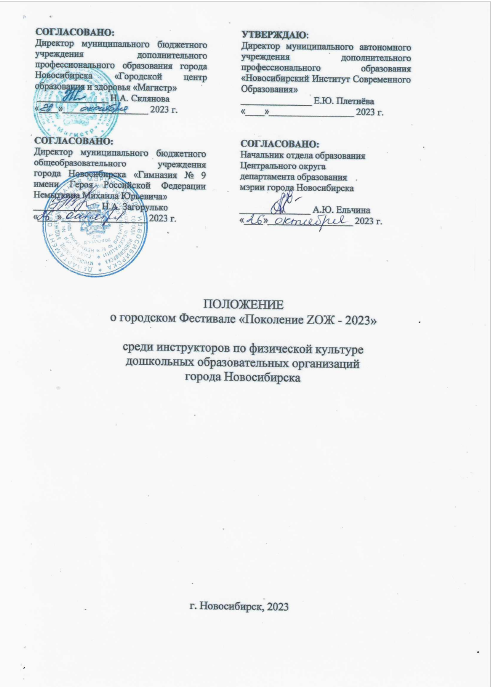 СОГЛАСОВАНО:
Директор муниципального бюджетного
учреждения дополнительного
профессионального образования города
Новосибирска «Городской центр
образования и здоровья «Магистр»
Н.А. Склянова
« » октября 2023 г.
УТВЕРЖДАЮ:
Директор муниципального автономного
учреждения дополнительного
профессионального образования
«Новосибирский Институт Современного
Образования»
________________ Е.Ю. Плетнёва
«____»___________________ 2023 г.
СОГЛАСОВАНО:
Директор муниципального бюджетного
общеобразовательного учреждения
города Новосибирска «Гимназия № 9
имени Героя Российской Федерации
Немыткина Михаила Юрьевича»
Н.А. Загорулько
« » 2023 г.
СОГЛАСОВАНО:
Начальник отдела образования
Центрального округа
департамента образования
мэрии города Новосибирска
А.Ю. Ельчина
«26» октября 2023 г.
ПОЛОЖЕНИЕ
о городском Фестивале «Поколение ZОЖ - 2023»
среди инструкторов по физической культуре
дошкольных образовательных организаций
города Новосибирска
г. Новосибирск, 2023